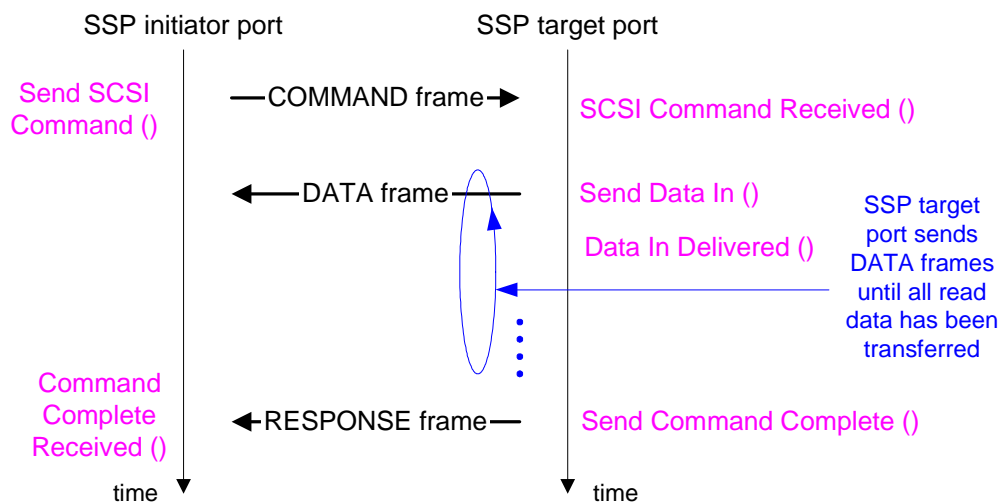 SSP initiator port
SSP target port
Send SCSI
Command ()
COMMAND frame
SCSI Command Received ()
DATA frame
Send Data In ()
Data In Delivered ()
SSP target
port sends
DATA frames
until all read
data has been
transferred
Command
Complete
Received ()
RESPONSE frame
Send Command Complete ()
time
time